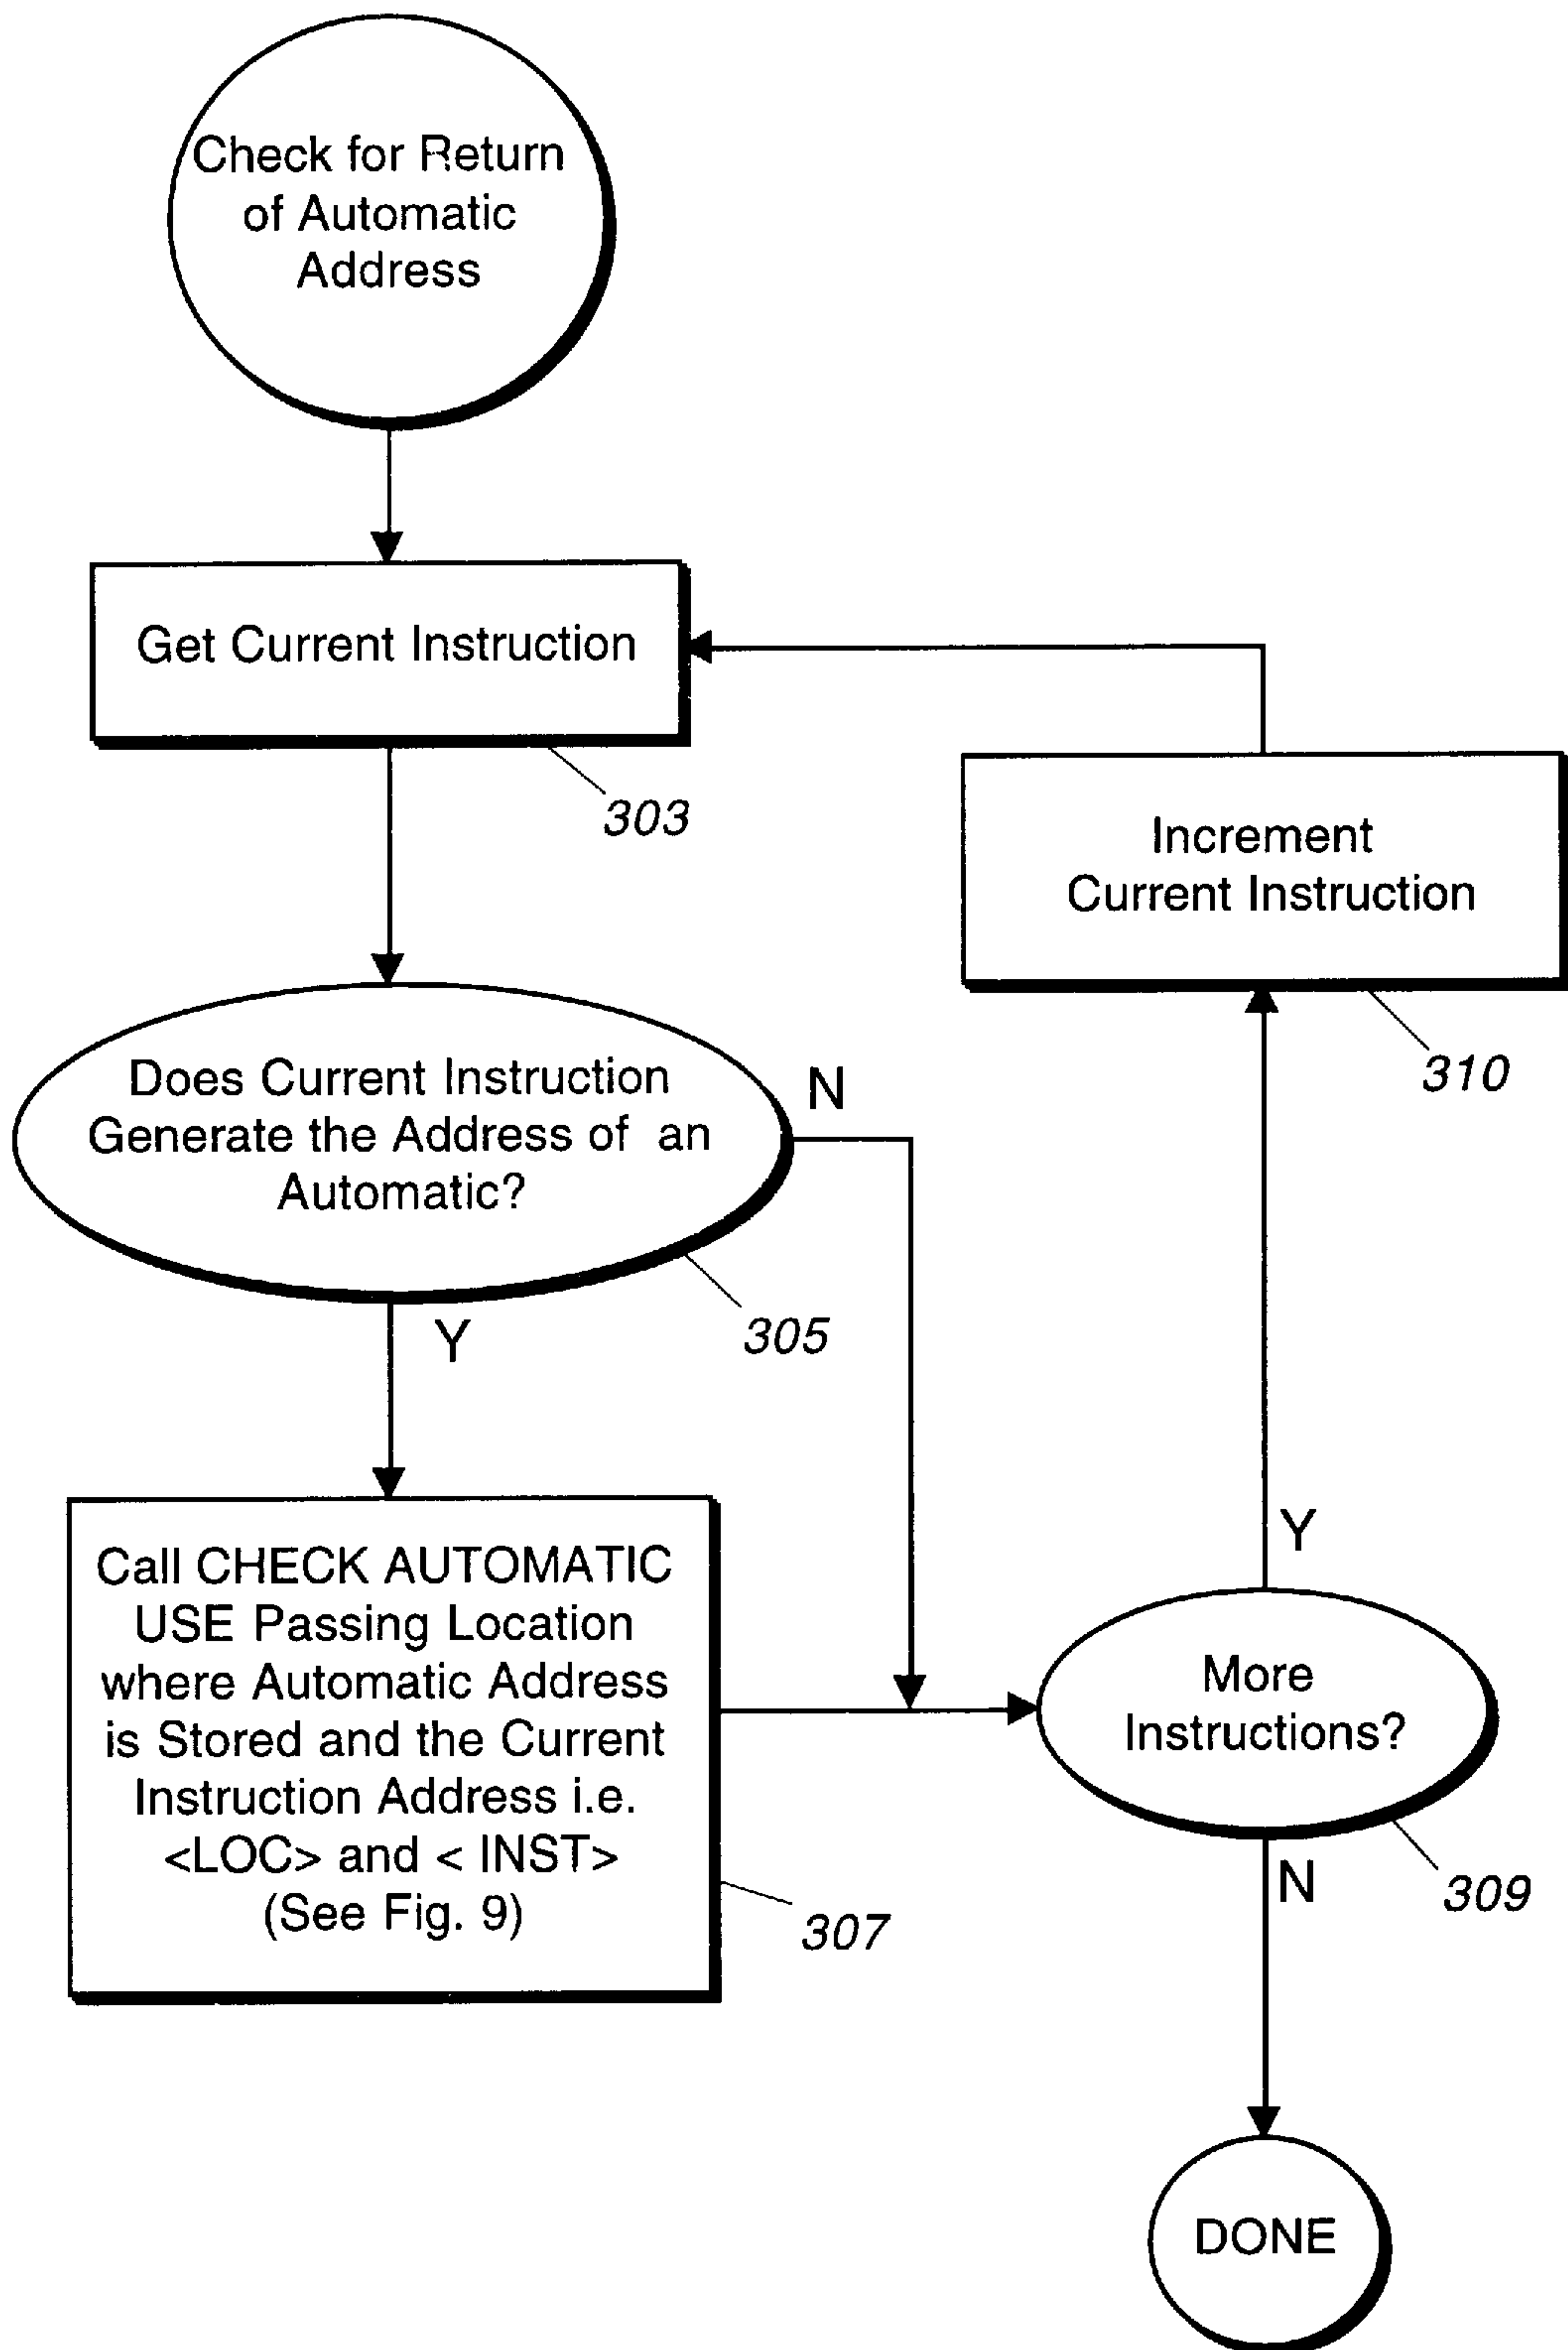 Check for Return
of Automatic
Address
Get Current Instruction
303
Increment
Current Instruction
310
Does Current Instruction
Generate the Address of an
Automatic?
N
305
Y
Call CHECK AUTOMATIC
USE Passing Location
where Automatic Address
is Stored and the Current
Instruction Address i.e.
<LOC> and < INST>
(See Fig. 9)
307
Y
More
Instructions?
309
N
DONE